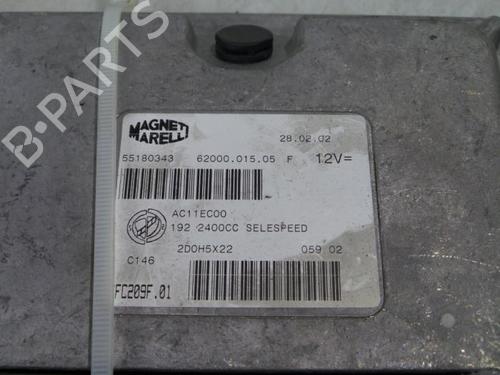 B-PARTS
MAGNETI
MARELLI
28.02.02
55180343 62000.015.05 F 12V=
AC11EC00
192 2400CC SELESPEED
2D0H5X22 059 02
C146
FC209F.01